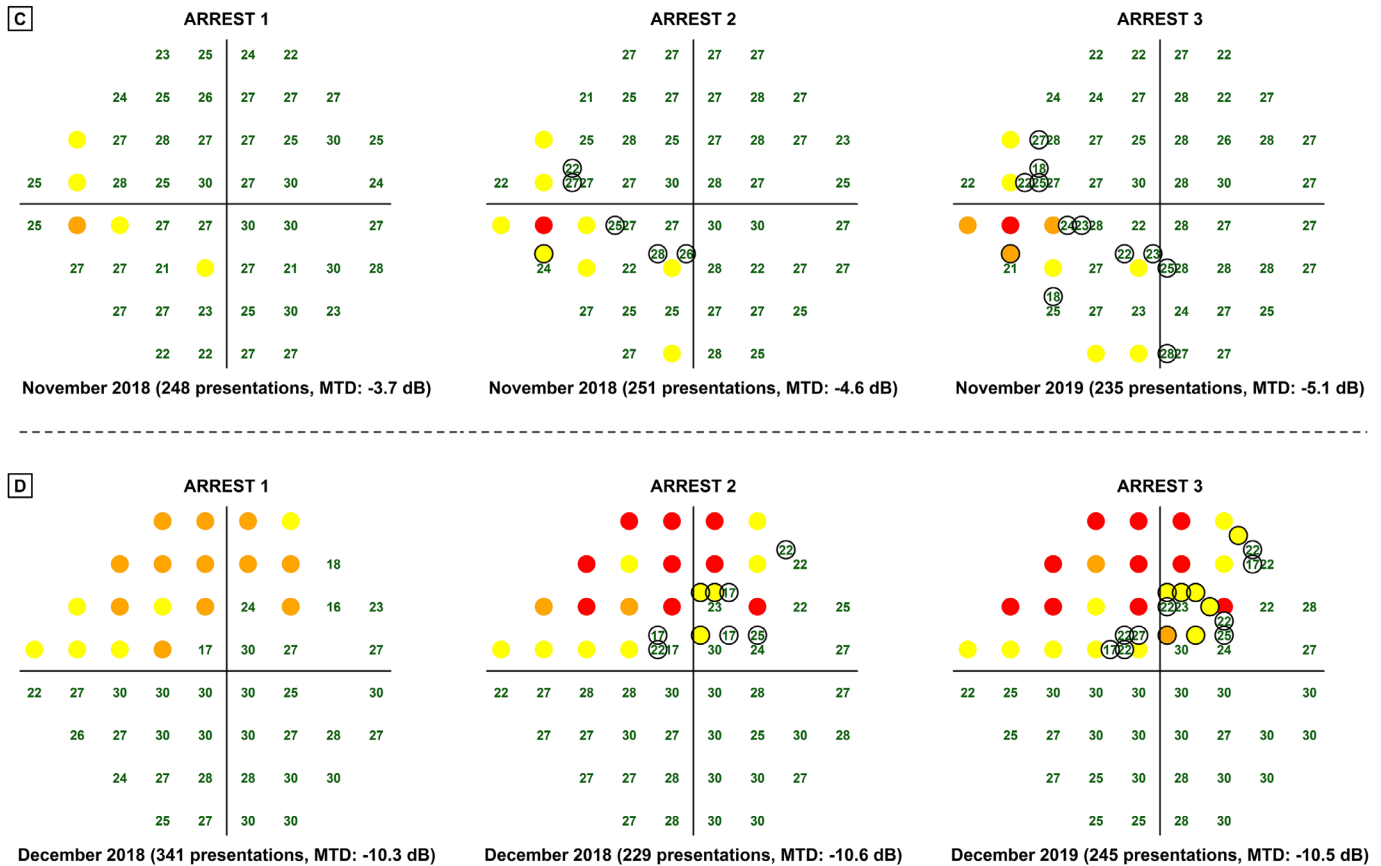 C
ARREST 1 ARREST 2 ARREST 3
23 25 24 22 27 27 27 27 22 22 27 22
24 25 26 27 27 27 21 25 27 27 28 27 24 24 27 28 22 27
27 28 27 27 25 30 25 25 28 25 27 28 27 23 27 28 27 25 28 26 28 27
22 18
25 28 25 30 27 30 24 22 27 27 27 30 28 27 25 22 22 25 27 27 30 28 30 27
25 27 27 30 30 27 25 27 27 30 30 27 24 23 28 22 28 27 27
28 26 22 23
27 27 21 27 21 30 28 24 22 28 22 27 27 21 27 25 28 28 28 27
18
27 27 23 25 30 23 27 25 25 27 27 25 25 27 23 24 27 25
22 22 27 27 27 28 25 28 27 27
November 2018 (248 presentations, MTD: -3.7 dB) November 2018 (251 presentations, MTD: -4.6 dB) November 2019 (235 presentations, MTD: -5.1 dB)
D
ARREST 1 ARREST 2 ARREST 3
22 22
18 22 17 22
17
24 16 23 23 22 25 22 23 22 28
22
17 17 25 22 27 25
17 30 27 27 22 17 30 24 27 17 22 30 24 27
22 27 30 30 30 30 25 30 22 27 28 28 30 28 27 22 25 30 30 30 30 30 30
26 27 30 30 30 27 28 27 27 27 30 27 30 25 30 28 25 27 30 30 30 27 30 30
24 27 28 28 30 30 27 27 28 30 30 27 27 25 30 28 30 30
25 27 30 30 27 28 30 30 25 25 28 30
December 2018 (341 presentations, MTD: -10.3 dB) December 2018 (229 presentations, MTD: -10.6 dB) December 2019 (245 presentations, MTD: -10.5 dB)